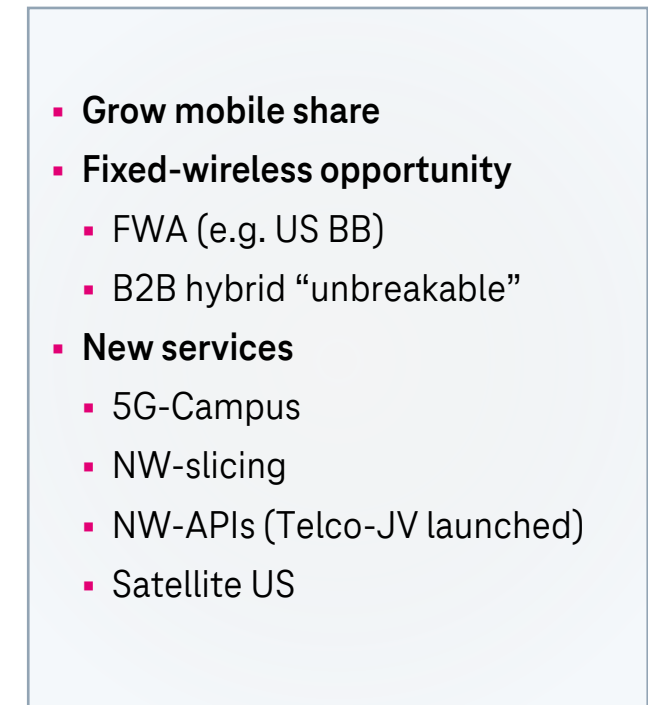 ▪ Grow mobile share
▪ Fixed-wireless opportunity
▪ FWA (e.g. US BB)
▪ B2B hybrid “unbreakable”
▪ New services
▪ 5G-Campus
▪ NW-slicing
▪ NW-APIs (Telco-JV launched)
▪ Satellite US